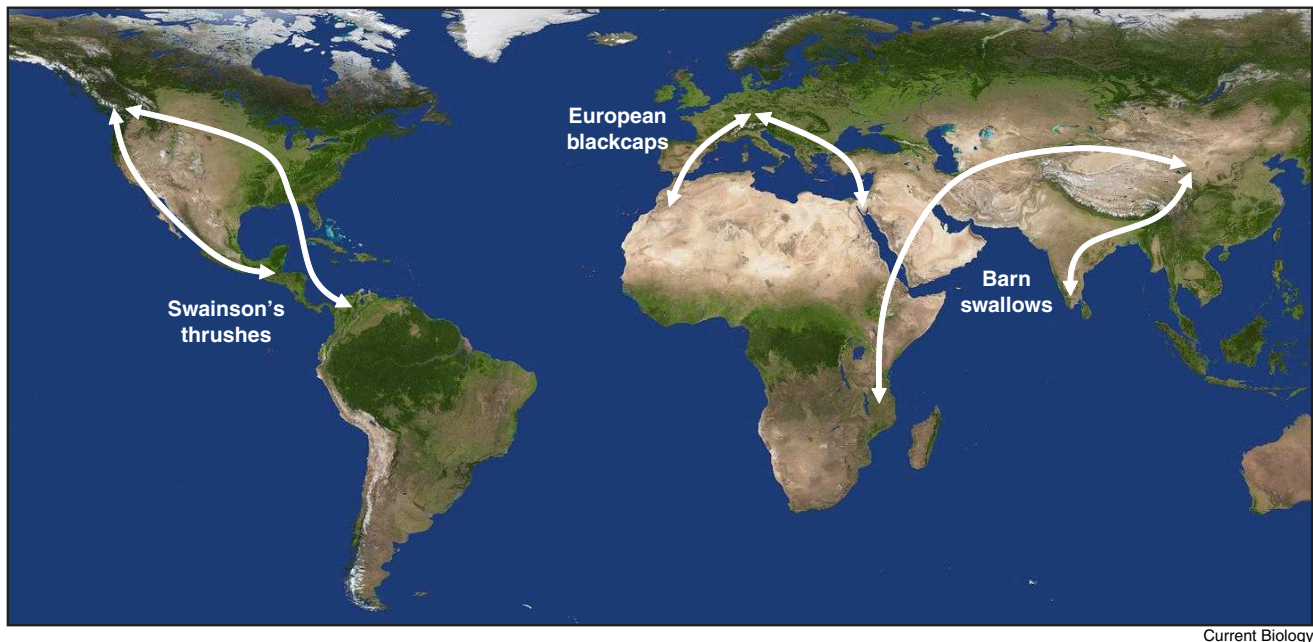 European
blackcaps
Swainson's
thrushes
Barn
swallows
Current Biology